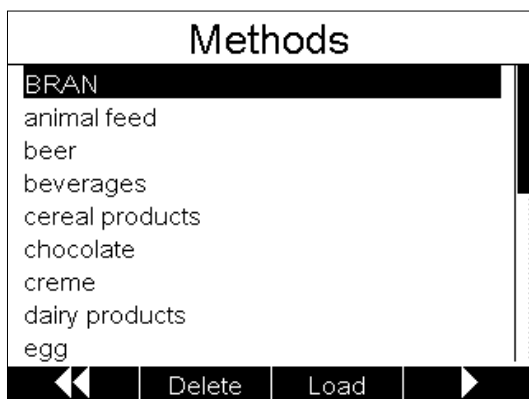 Methods
BRAN
animal feed
beer
beverages
cereal products
chocolate
creme
dairy products
egg
Delete Load